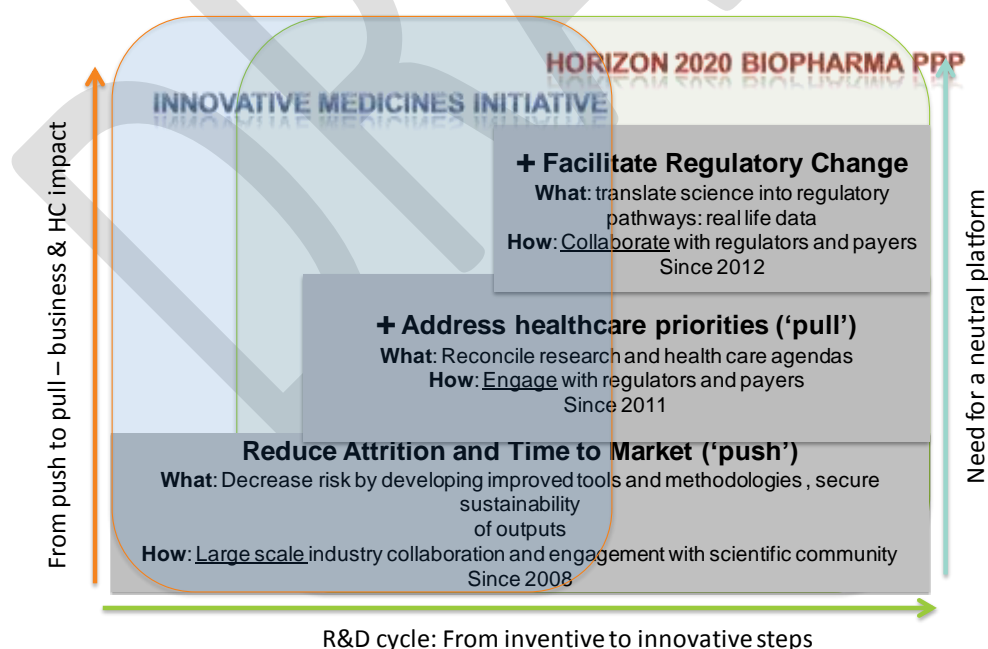 HORIZON 2020 BIOPHARMA PPP
INNOVATIVE MEDICINES INITIATIVE
From push to pull – business & HC impact
+ Facilitate Regulatory Change
What: translate science into regulatory
pathways: real life data
How: Collaborate with regulators and payers
Since 2012
+ Address healthcare priorities (‘pull’)
What: Reconcile research and health care agendas
How: Engage with regulators and payers
Since 2011
Reduce Attrition and Time to Market (‘push’)
What: Decrease risk by developing improved tools and methodologies , secure
sustainability
of outputs
How: Large scale industry collaboration and engagement with scientific community
Since 2008
Need for a neutral platform
R&D cycle: From inventive to innovative steps